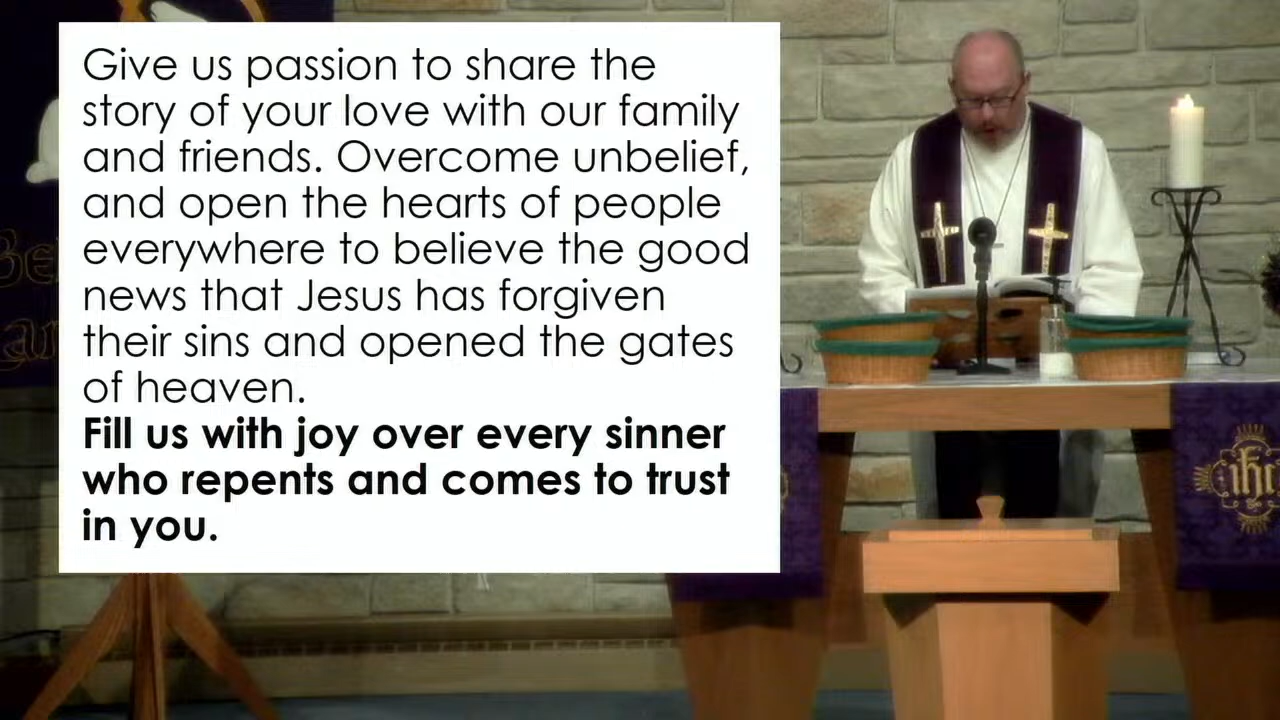 Give us passion to share the
story of your love with our family
and friends. Overcome unbelief,
and open the hearts of people
everywhere to believe the good
news that Jesus has forgiven
their sins and opened the gates
of heaven.
Fill us with joy over every sinner
who repents and comes to trust
in you.
ihs